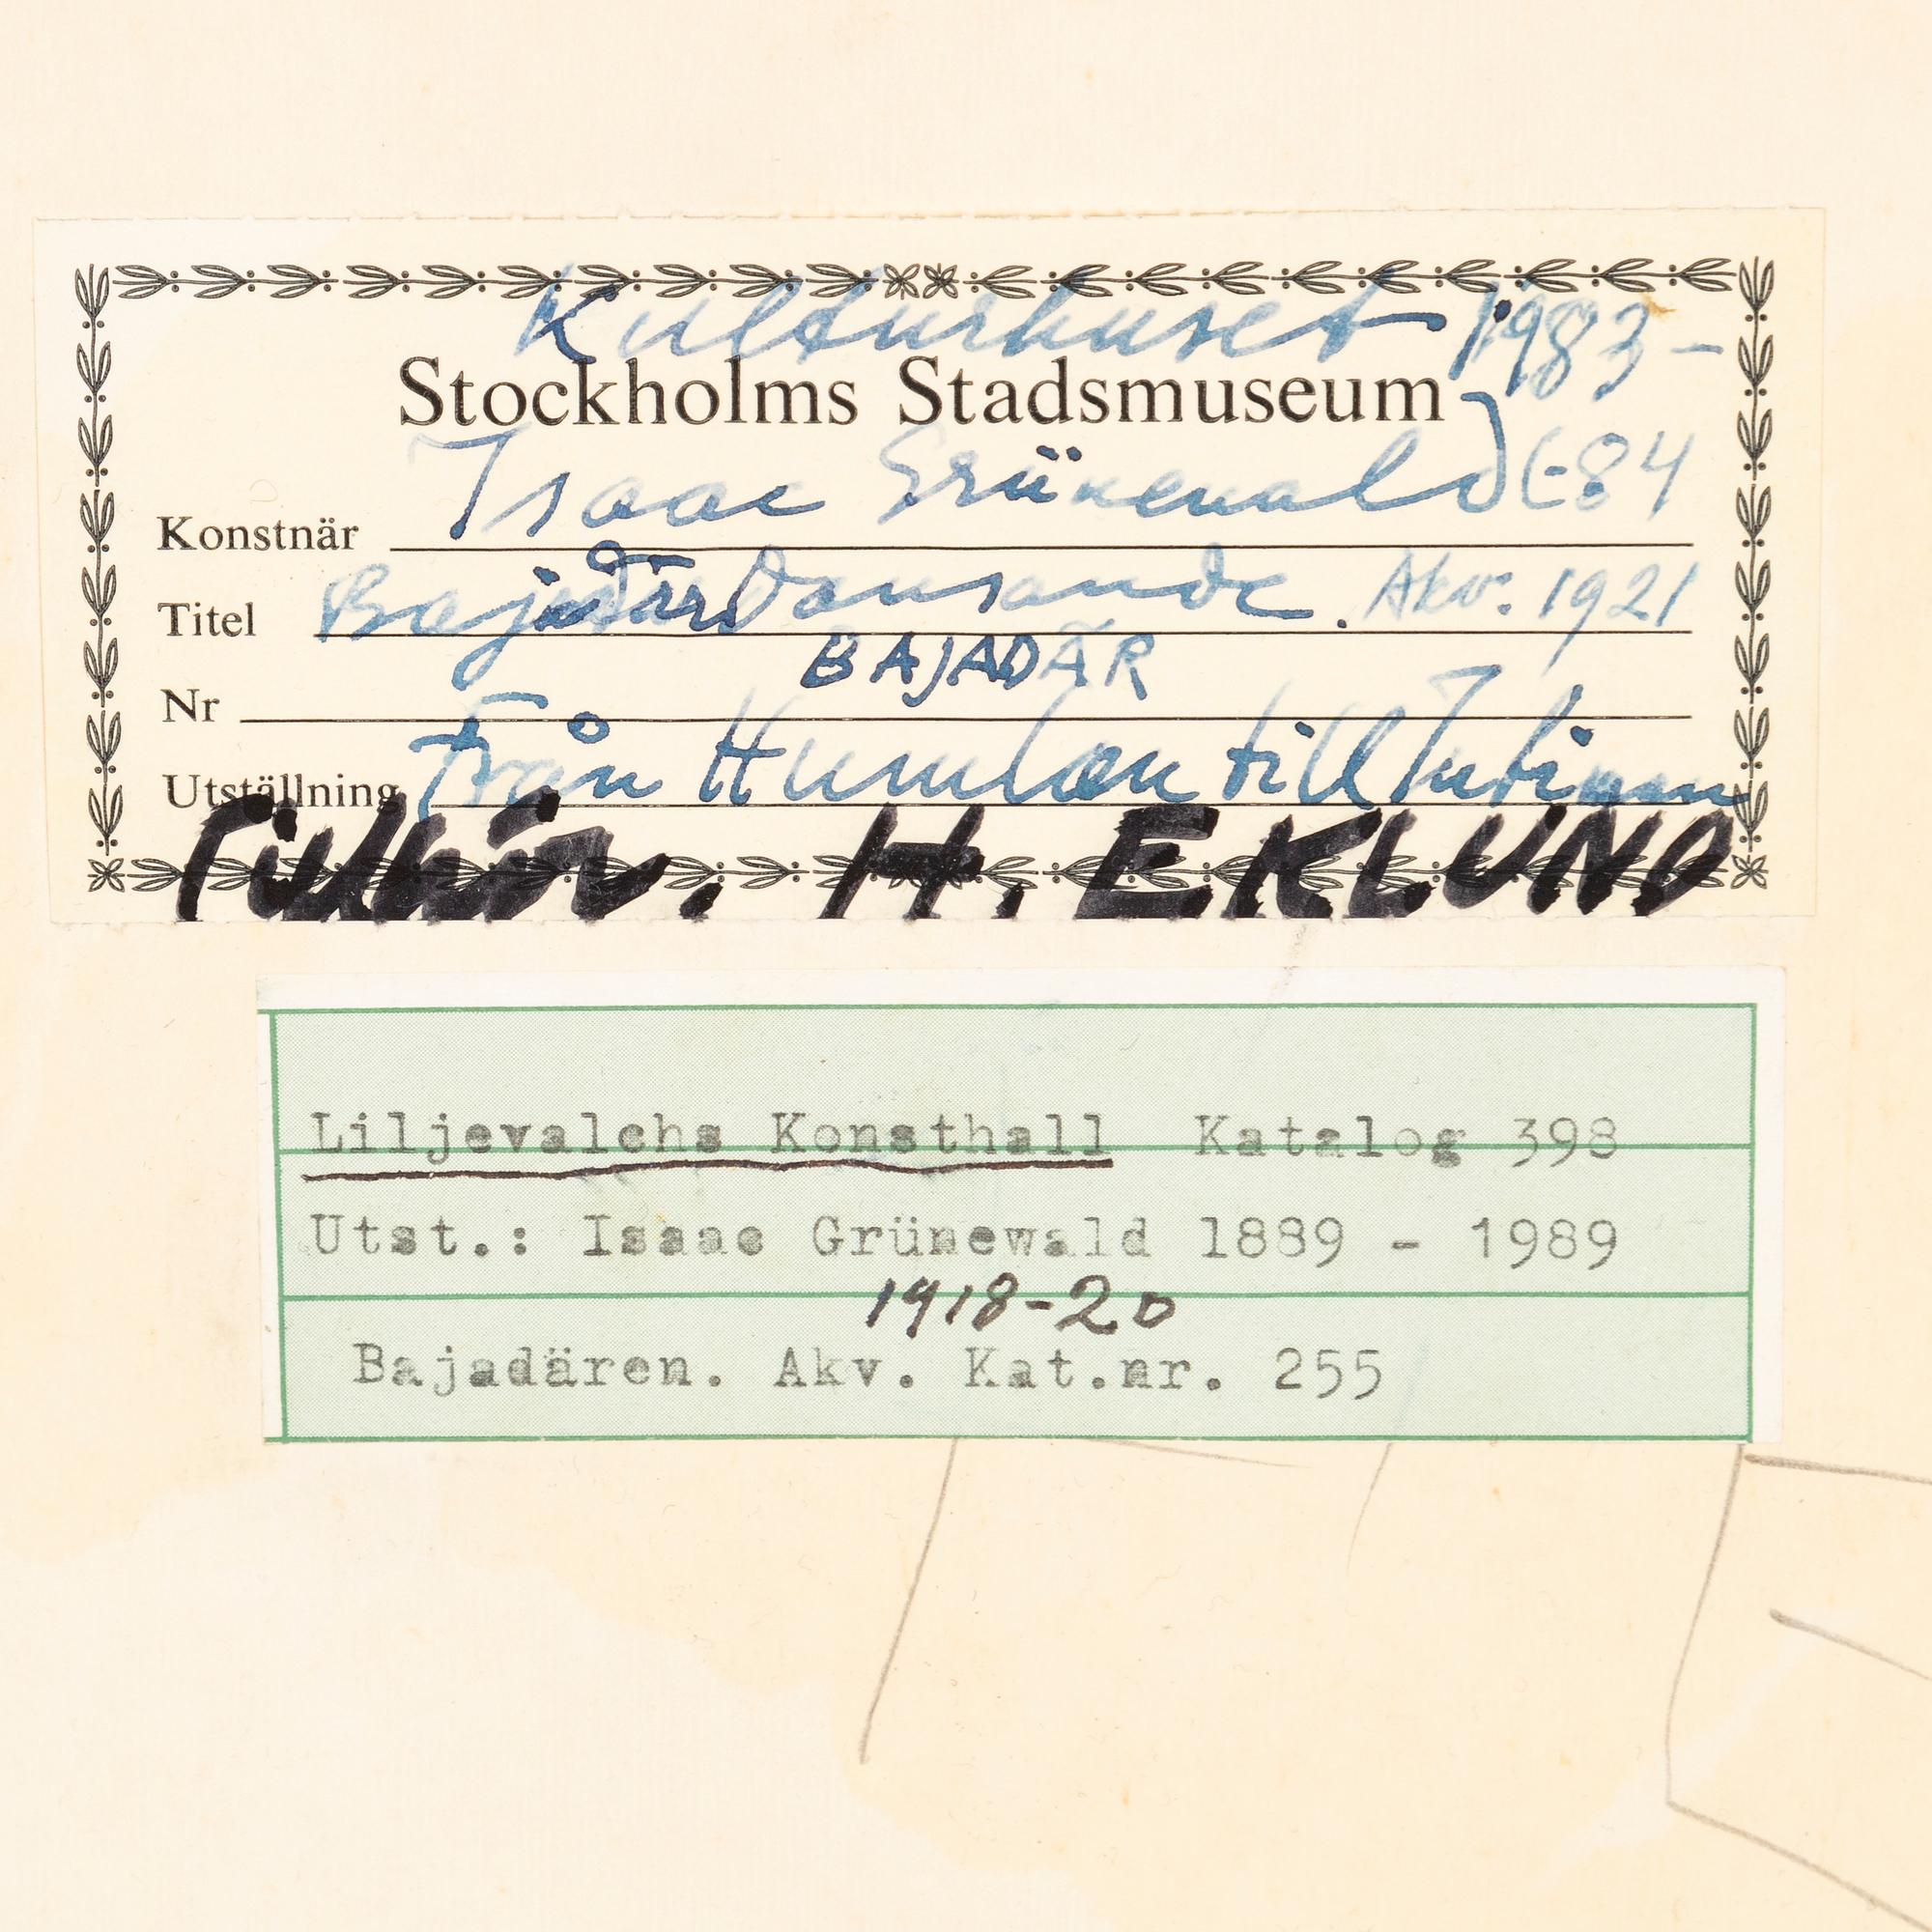 Kulturhuset 1983-
Stockholms Stadsmuseum
Konstnär Isaac Grünewald (-84
Titel Bajadär Dansande. Akv. 1921
BAJADÄR
Nr
Utställning Från Humlan till
Tillhör. H. EKLUND
Liljevalchs Konsthall Katalog 398
Utst.: Isaac Grünewald 1889 - 1989
1918-20
Bajadären. Akv. Kat.nr. 255